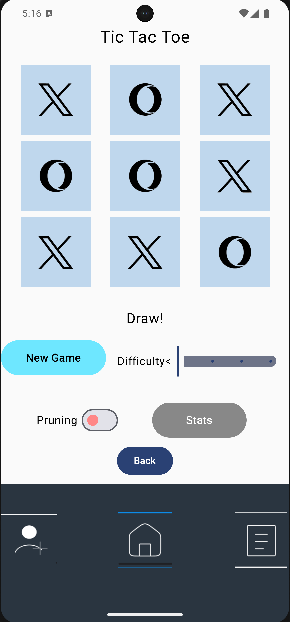 5:16
Tic Tac Toe
X O X
O O X
X X O
Draw!
New Game
Difficulty<
Pruning
Stats
Back